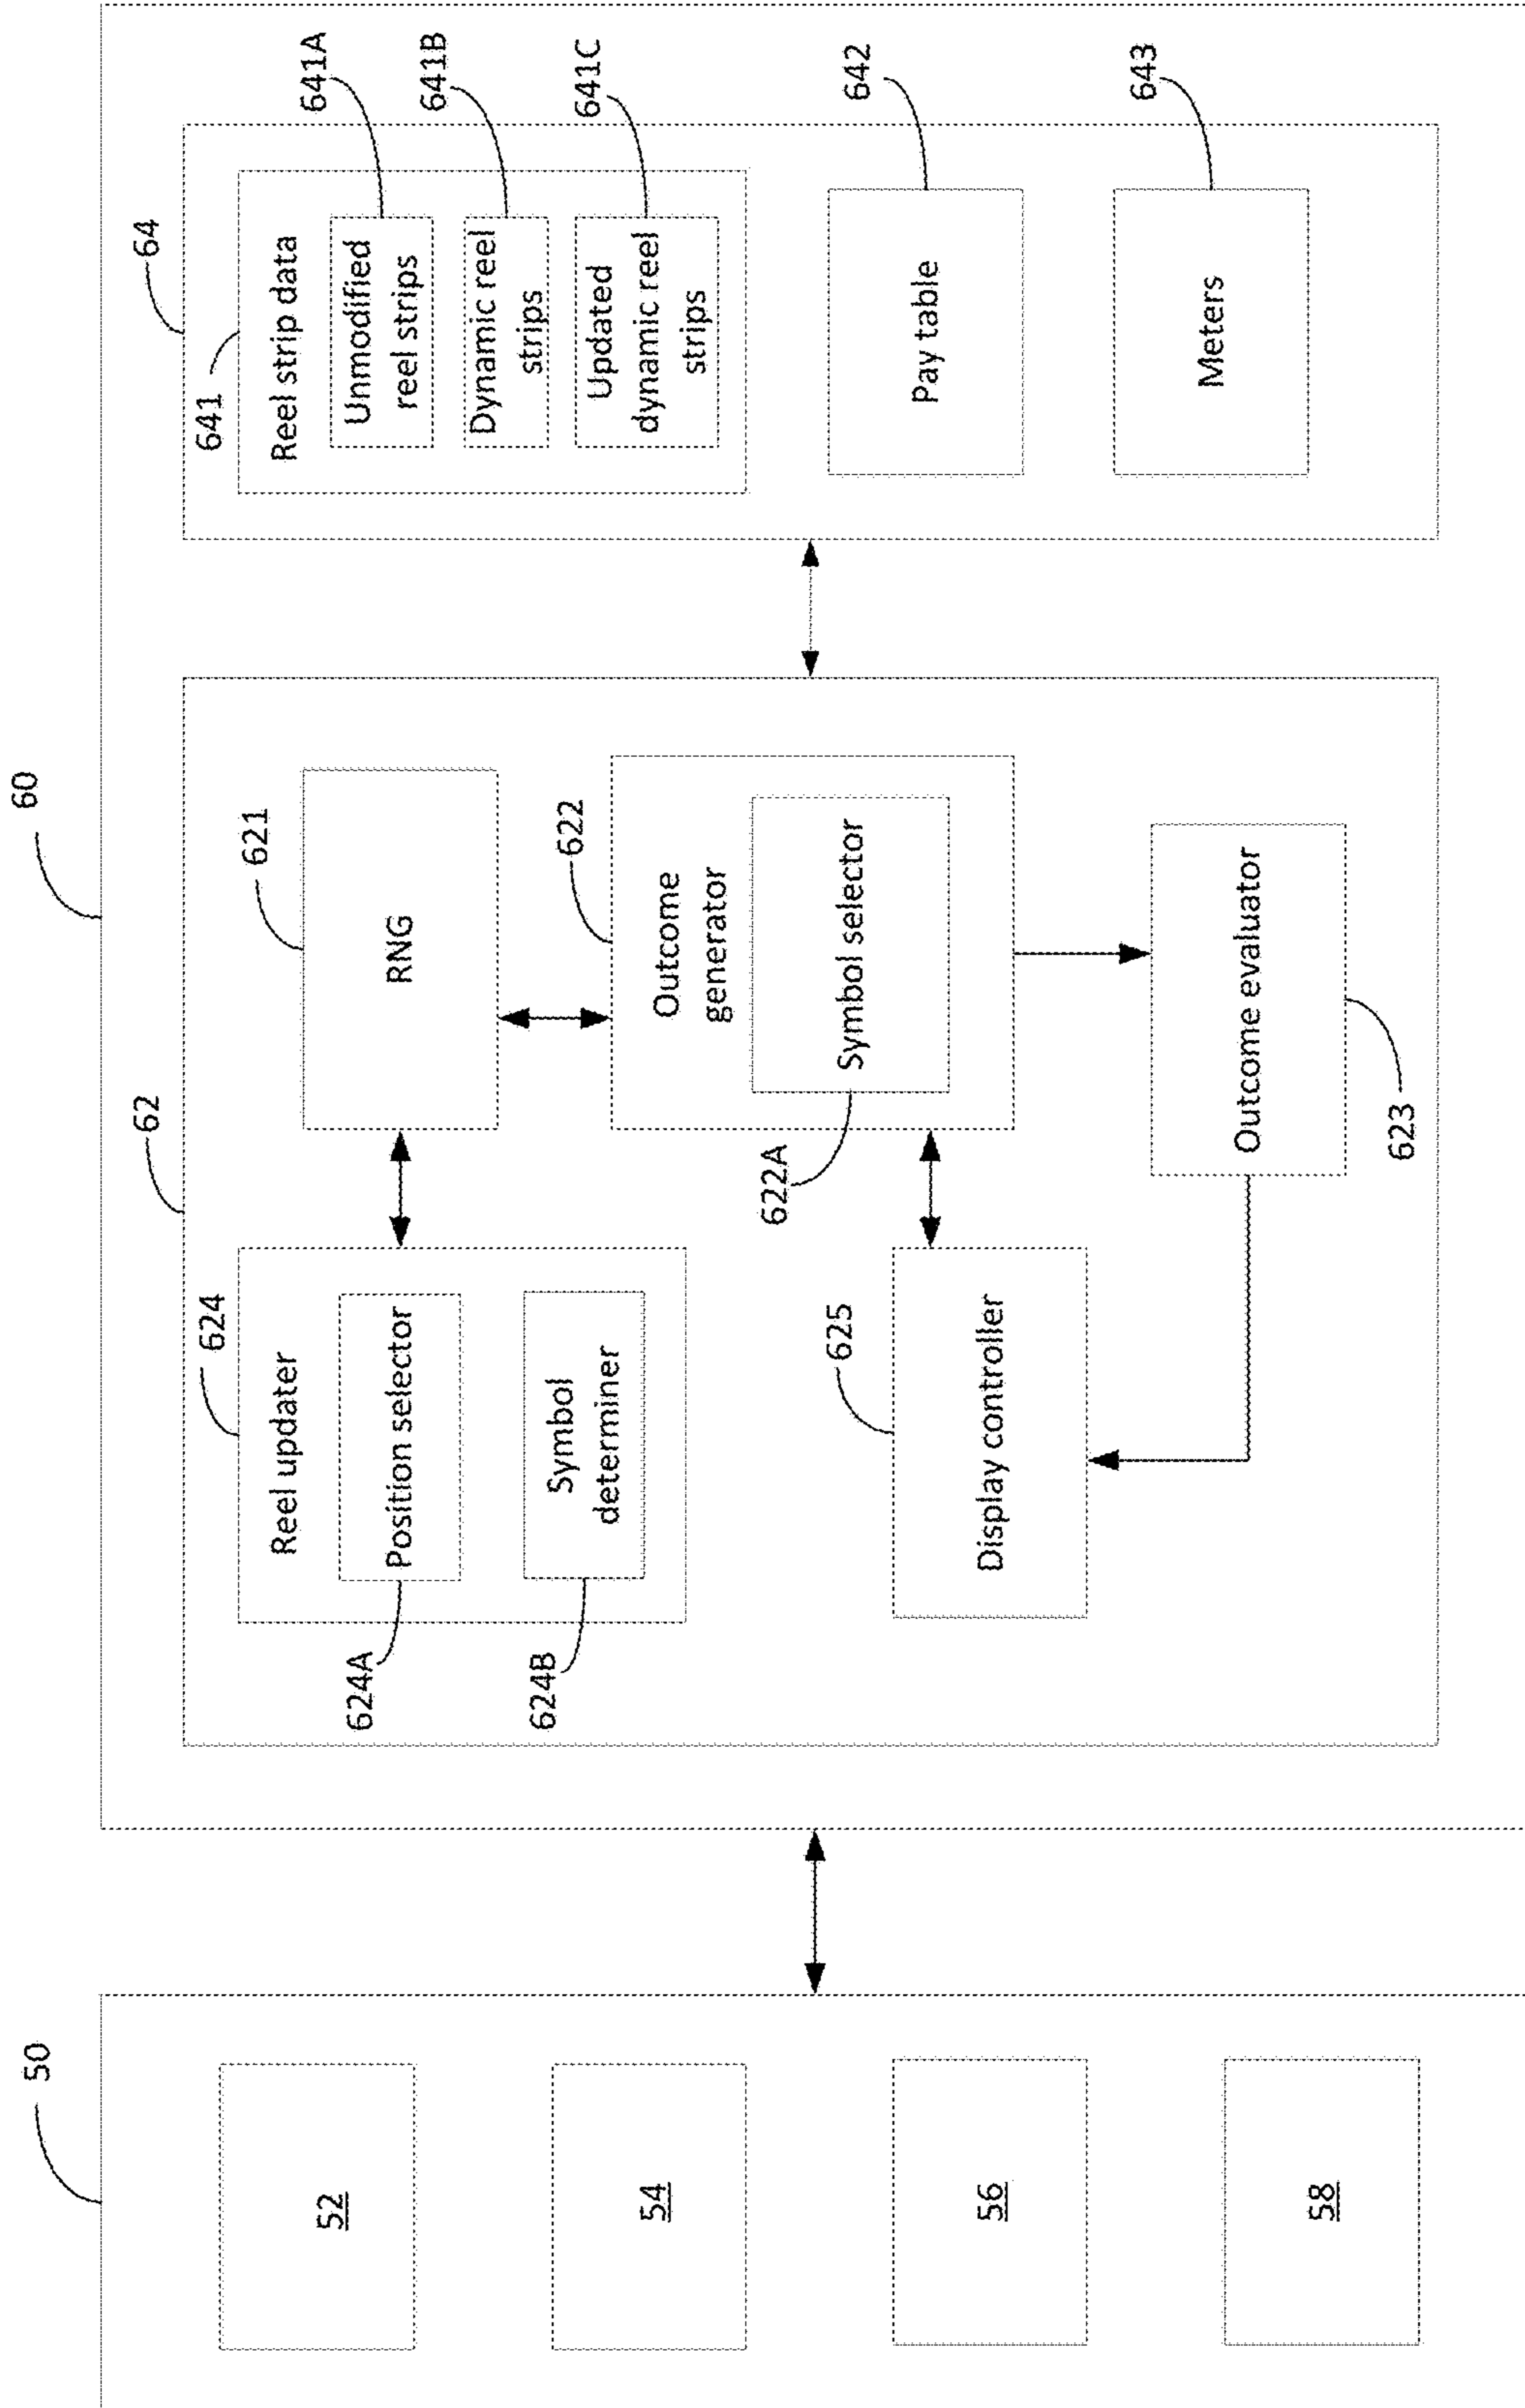 50
52
54
56
58
60
62
624
Reel updater
Position selector
624A
Symbol
determiner
624B
621
RNG
622
Outcome
generator
Symbol selector
622A
625
Display controller
Outcome evaluator
623
64
641
Reel strip data
Unmodified
reel strips
641A
Dynamic reel
strips
641B
Updated
dynamic reel
strips
641C
Pay table
642
Meters
643